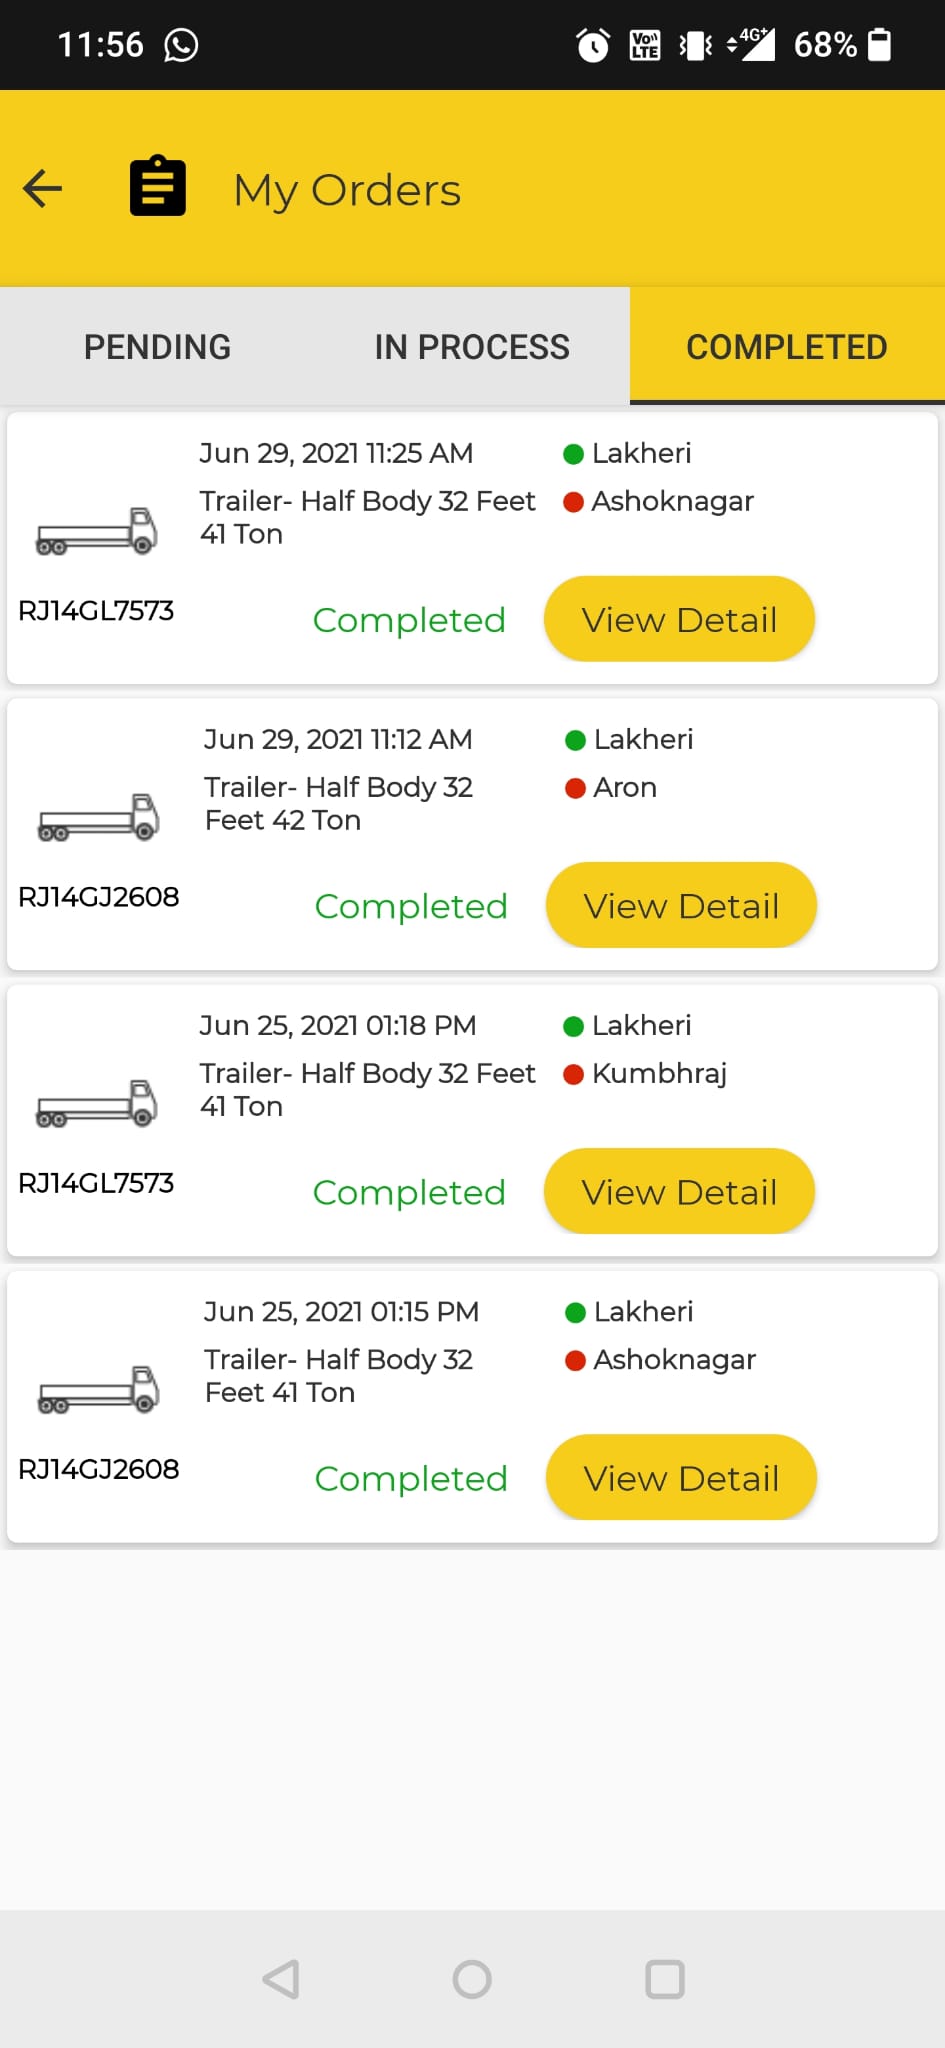 11:56
Vo)) LTE
4G+
68%
My Orders
PENDING
IN PROCESS
COMPLETED
Jun 29, 2021 11:25 AM
Lakheri
Trailer- Half Body 32 Feet
Ashoknagar
41 Ton
RJ14GL7573
Completed
View Detail
Jun 29, 2021 11:12 AM
Lakheri
Trailer- Half Body 32
Aron
Feet 42 Ton
RJ14GJ2608
Completed
View Detail
Jun 25, 2021 01:18 PM
Lakheri
Trailer- Half Body 32 Feet
Kumbhraj
41 Ton
RJ14GL7573
Completed
View Detail
Jun 25, 2021 01:15 PM
Lakheri
Trailer- Half Body 32
Ashoknagar
Feet 41 Ton
RJ14GJ2608
Completed
View Detail